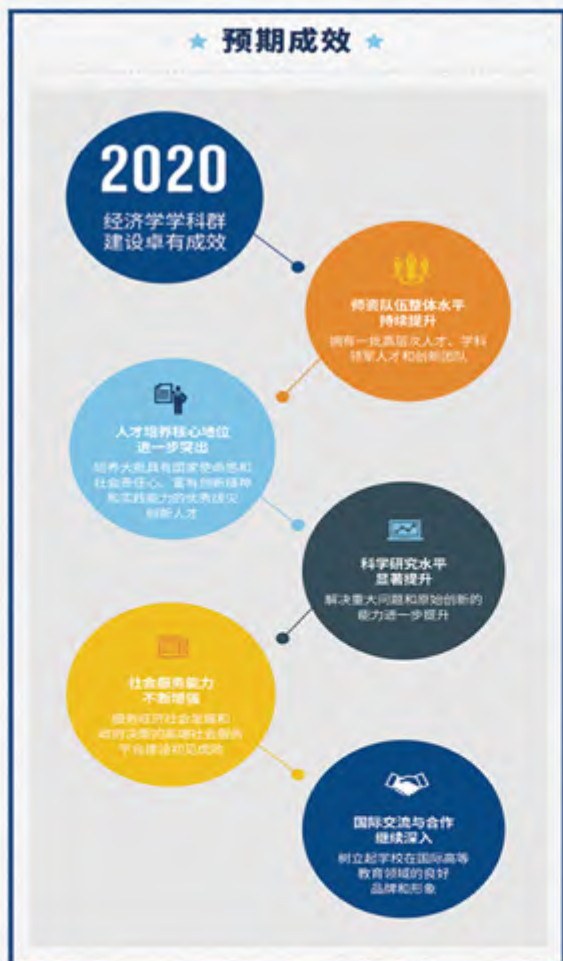 预期成效
2020
经济学学科群
建设卓有成效
师资队伍整体水平
持续提升
拥有一批高层次人才、学科
领军人才和创新团队
人才培养核心地位
进一步突出
培养大批具有国家使命感和
社会责任心、富有创新精神
和实践能力的优秀拔尖
创新人才
科学研究水平
显著提升
解决重大问题和原始创新的
能力进一步提升
社会服务能力
不断增强
服务经济社会发展和
政府决策的高端社会服务
平台建设初见成效
国际交流与合作
继续深入
树立起学校在国际高等
教育领域的良好
品牌和形象